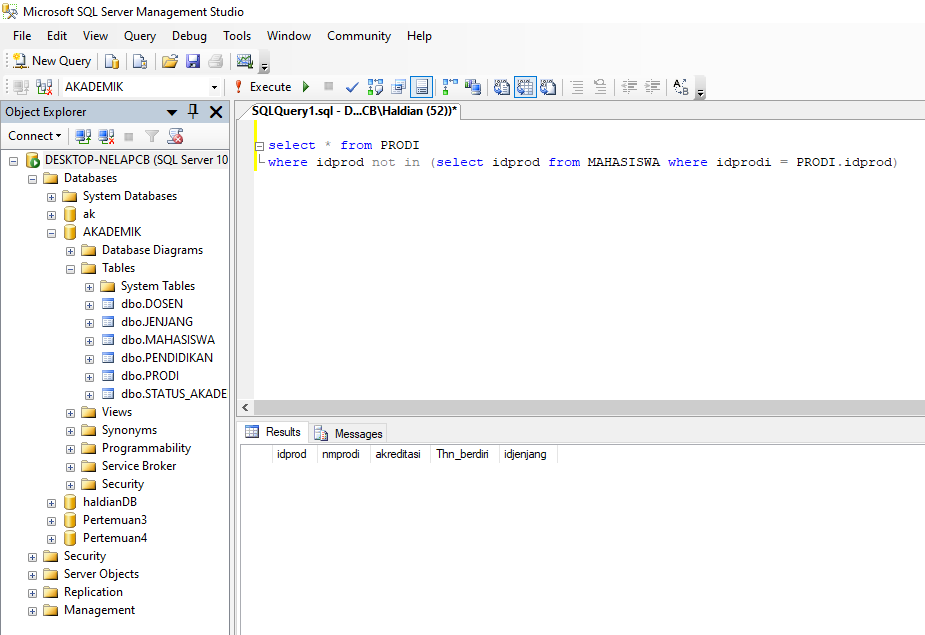 Microsoft SQL Server Management Studio
File Edit View Query Debug Tools Window Community Help
New Query
AKADEMIK Execute
Object Explorer
Connect
DESKTOP-NELAPCB (SQL Server 10
Databases
System Databases
ak
AKADEMIK
Database Diagrams
Tables
System Tables
dbo.DOSEN
dbo.JENJANG
dbo.MAHASISWA
dbo.PENDIDIKAN
dbo.PRODI
dbo.STATUS_AKADE
Views
Synonyms
Programmability
Service Broker
Security
haldianDB
Pertemuan3
Pertemuan4
Security
Server Objects
Replication
Management
SQLQuery1.sql - D...CB\Haldian (52))*
select * from PRODI
where idprod not in (select idprod from MAHASISWA where idprodi = PRODI.idprod)
Results Messages
idprod nmprodi akreditasi Thn_berdiri idjenjang